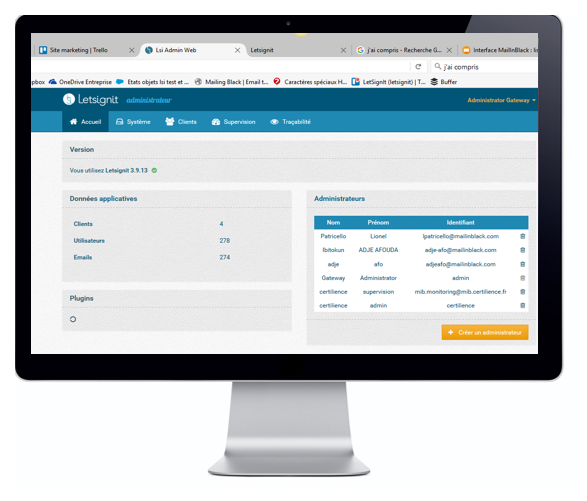 Site marketing | Trello
Lsi Admin Web
Letsignit
j'ai compris - Recherche G...
Interface MailInBlack : lis
j'ai compris
pbox
OneDrive Entreprise
Etats objets lsi test et ...
Mailing Black | Email t...
Caractères spéciaux H...
LetSignIt (letsignit) | T...
Buffer
Letsignit administrateur
Administrator Gateway
Accueil
Système
Clients
Supervision
Traçabilité
Version
Vous utilisez Letsignit 3.9.13
Données applicatives
Clients 4
Utilisateurs 278
Emails 274
Plugins
Administrateurs
Nom Prénom Identifiant
Patricello Lionel lpatricello@mailinblack.com
Ibitokun ADJE AFOUDA adje-afo@mailinblack.com
adje afo adjeafo@mailinblack.com
Gateway Administrator admin
certilience supervision mib.monitoring@mib.certilience.fr
certilience admin certilience
+ Créer un administrateur